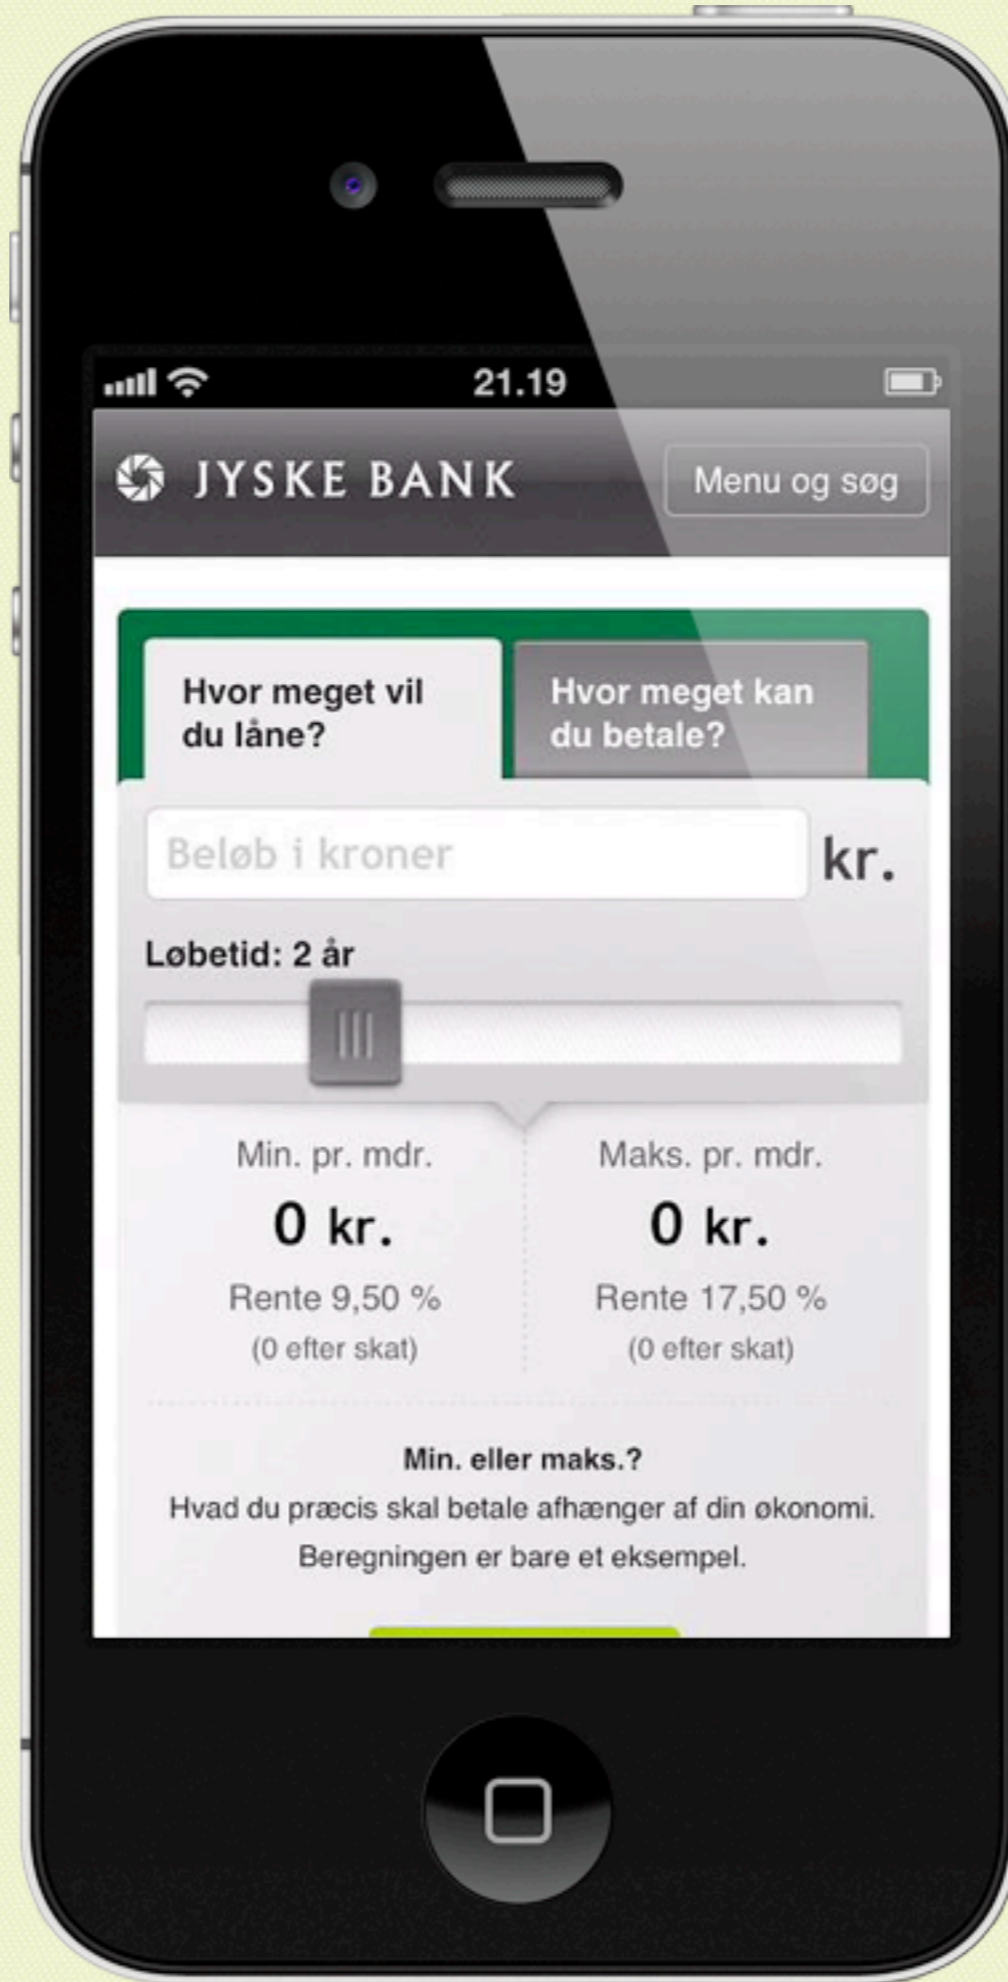 21.19
JYSKE BANK
Menu og søg
Hvor meget vil
du låne?
Hvor meget kan
du betale?
Beløb i kroner
kr.
Løbetid: 2 år
Min. pr. mdr.
0 kr.
Rente 9,50 %
(0 efter skat)
Maks. pr. mdr.
0 kr.
Rente 17,50 %
(0 efter skat)
Min. eller maks.?
Hvad du præcis skal betale afhænger af din økonomi.
Beregningen er bare et eksempel.